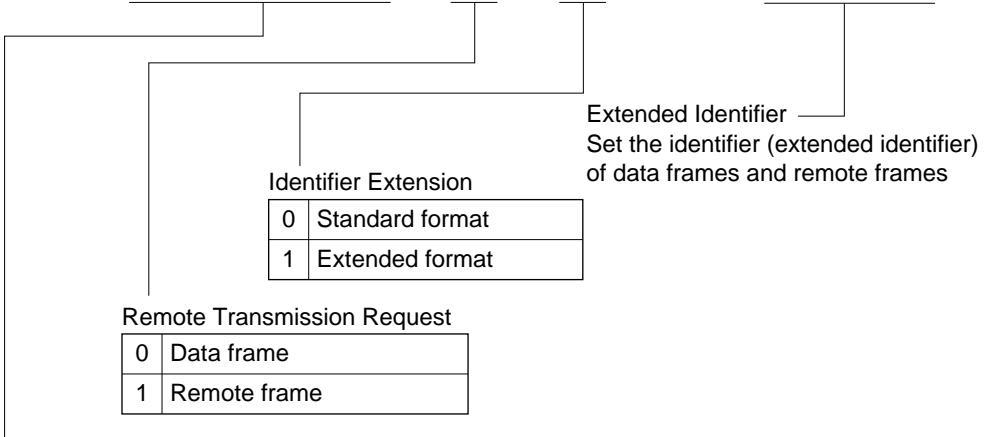 Extended Identifier
Set the identifier (extended identifier)
of data frames and remote frames
Identifier Extension
0 Standard format
1 Extended format
Remote Transmission Request
0 Data frame
1 Remote frame